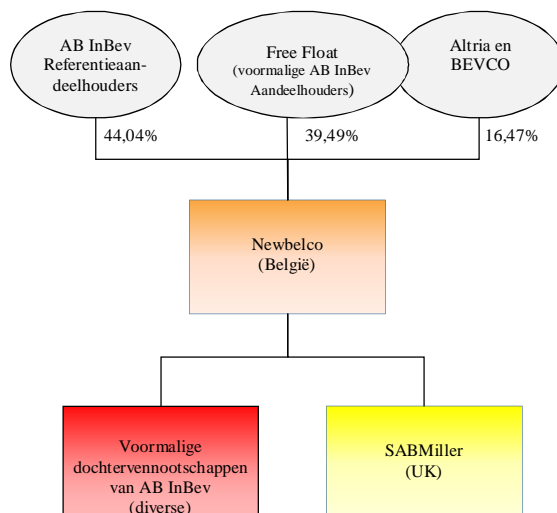 AB InBev
Referentieaan-
deelhouders
Free Float
(voormalige AB InBev
Aandeelhouders)
Altria en
BEVCO
44,04%
39,49%
16,47%
Newbelco
(België)
Voormalige
dochtervennootschappen
van AB InBev
(diverse)
SABMiller
(UK)